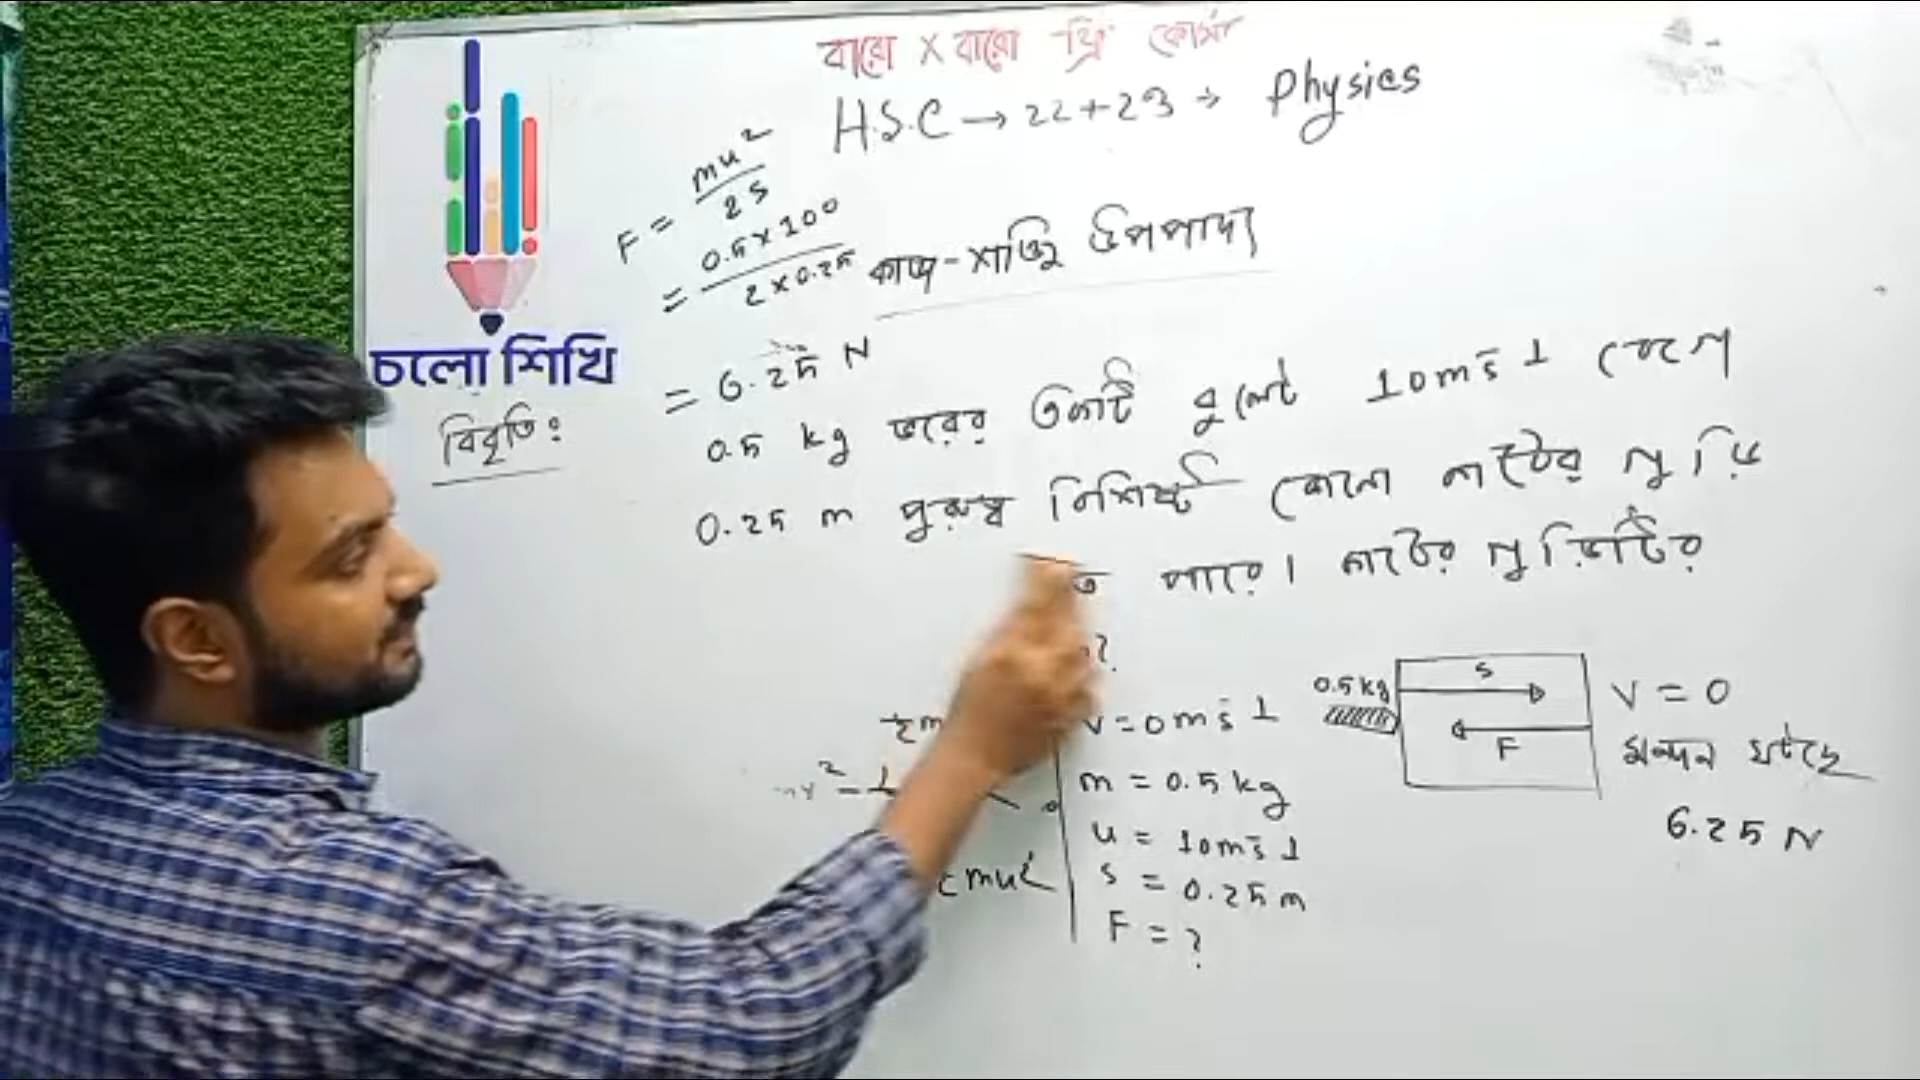 বারো X বারো ফ্রি কোর্স
H.S.C → 22+23 → Physics
F = mu² / 2s
= 0.5 x 100 / 2 x 0.25
= 6.25 N
কাজ-শক্তি উপপাদ্য
চলো শিখি
বিবৃতিঃ
0.5 kg ভরের একটি বুলেট 10ms-1 বেগে
0.25 m পুরুত্ব বিশিষ্ট কোনো কাঠের গুড়ি
পারে। কাঠের গুড়িটির
?
v = 0ms-1
m = 0.5 kg
u = 10ms-1
s = 0.25 m
F = ?
mu²
0.5kg
S
F
V = 0
মন্দন ঘটছে
6.25 N